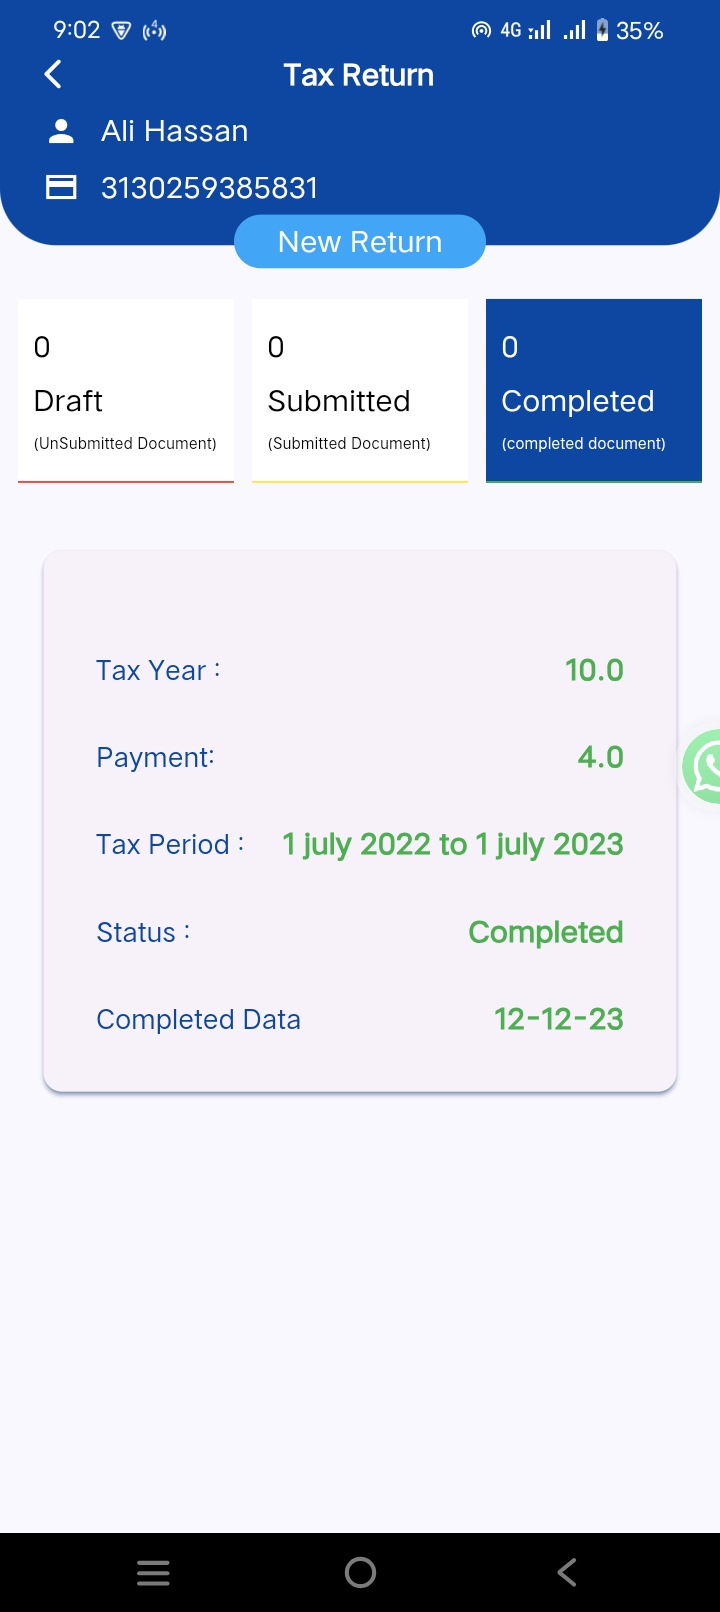 9:02 4G 35%
Tax Return
Ali Hassan
3130259385831
New Return
0 0 0
Draft Submitted Completed
(UnSubmitted Document) (Submitted Document) (completed document)
Tax Year : 10.0
Payment: 4.0
Tax Period : 1 july 2022 to 1 july 2023
Status : Completed
Completed Data 12-12-23